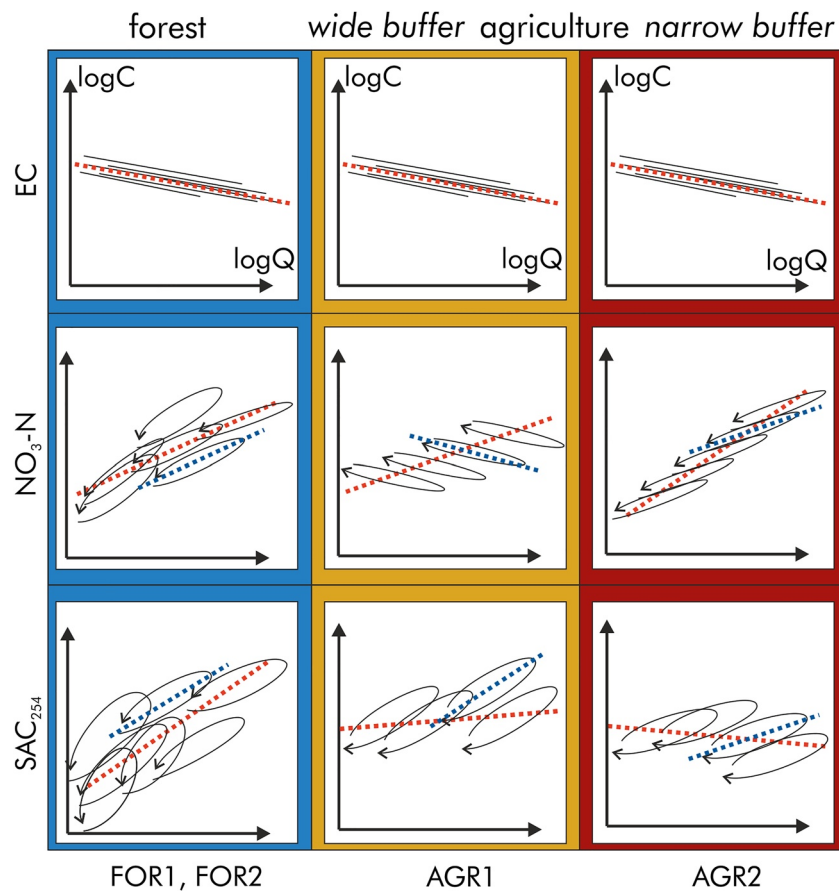 forest wide buffer agriculture narrow buffer
EC
logC
logQ
logC
logQ
logC
logQ
NO₃-N
SAC₂₅₄
FOR1, FOR2
AGR1
AGR2